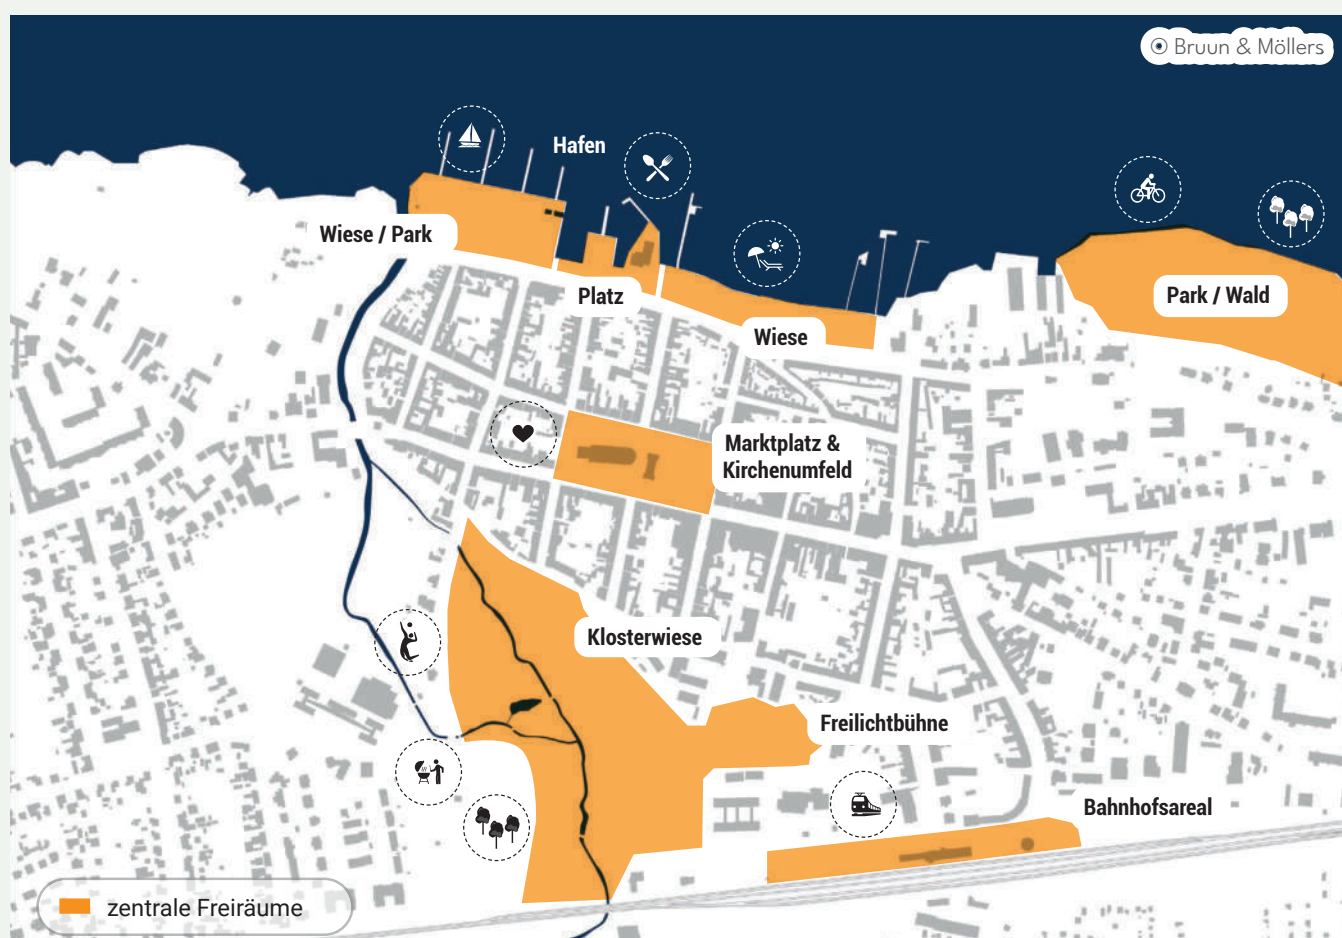 Bruun & Möllers
Hafen
Wiese / Park
Platz
Park / Wald
Wiese
Marktplatz &
Kirchenumfeld
Klosterwiese
Freilichtbühne
Bahnhofsareal
zentrale Freiräume